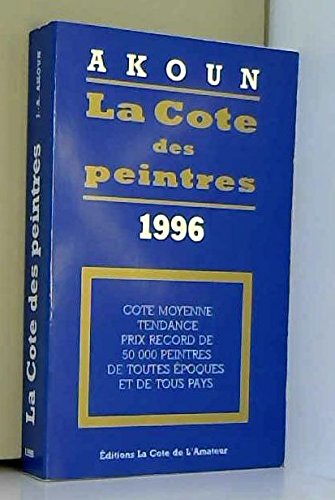 AKOUN
La Cote
des
peintres
1996
COTE MOYENNE
TENDANCE
PRIX RECORD DE
50 000 PEINTRES
DE TOUTES ÉPOQUES
ET DE TOUS PAYS
Éditions La Cote de L'Amateur
J.-A. AKOUN
La Cote des peintres
1996